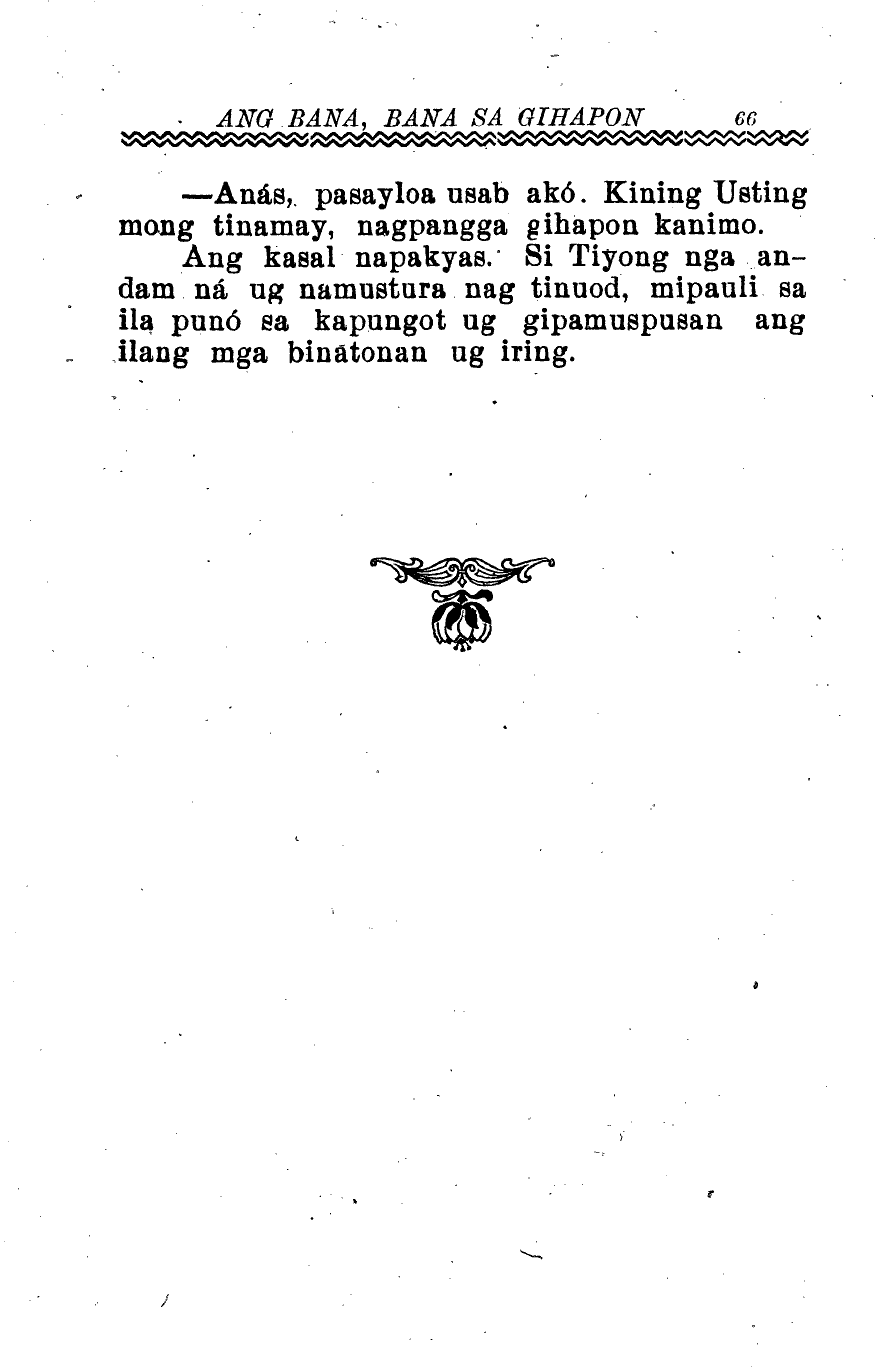 ANG BANA, BANA SA GIHAPON 66
—Anás, pasayloa usab akó. Kining Usting
mong tinamay, nagpangga gihapon kanimo.
Ang kasal napakyas. Si Tiyong nga an-
dam ná ug namustura nag tinuod, mipauli sa
ila punó sa kapungot ug gipamuspusan ang
ilang mga binatonan ug iring.